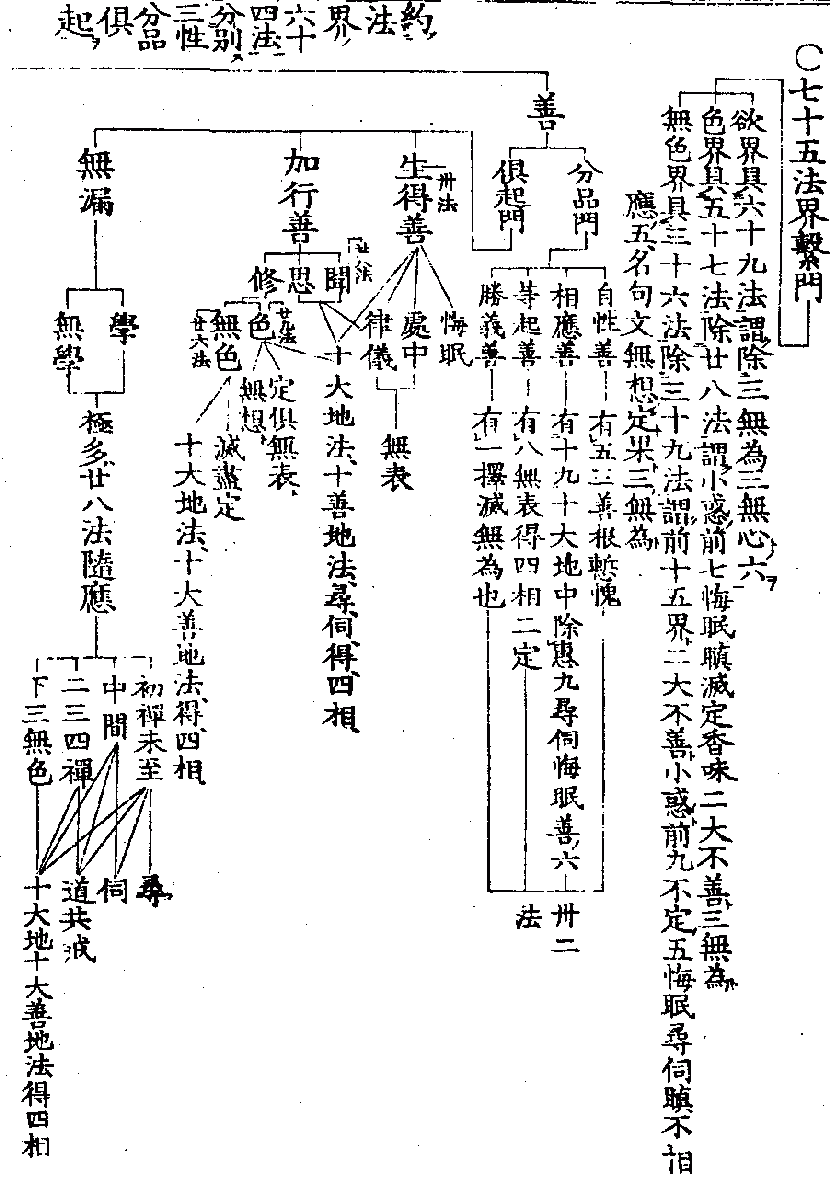 〇七十五法界繫門
欲界具六十九法謂除三無為三無心六
色界具五十七法除廿八法謂小惑前七悔眠瞋滅定香味二大不善三無為
無色界具三十六法除三十九法謂前十五界二大不善小惑前九不定五悔眠尋伺瞋不相
應五名句文無想定果三無為
善
分品門
自性善 有五三善根慙愧
相應善 有十九十大地中除惠九尋伺悔眠善六
等起善 有八無表得四相二定
勝義善 有一擇滅無為也
卅二
法
俱起門
生得善
卅法
悔眠
處中
律儀
無表
加行善
聞
思
修
十大地法十善地法尋伺得四相
色
廿九法
定俱無表
無想
無色
廿六法
滅盡定
十大地法十大善地法得四相
無漏
學
無學
極多廿八法隨應
初禪未至
中間
二三四禪
下三無色
尋
伺
道共戒
十大地十大善地法得四相
約
法界
六十
四法
三性
分別
分品
俱
起